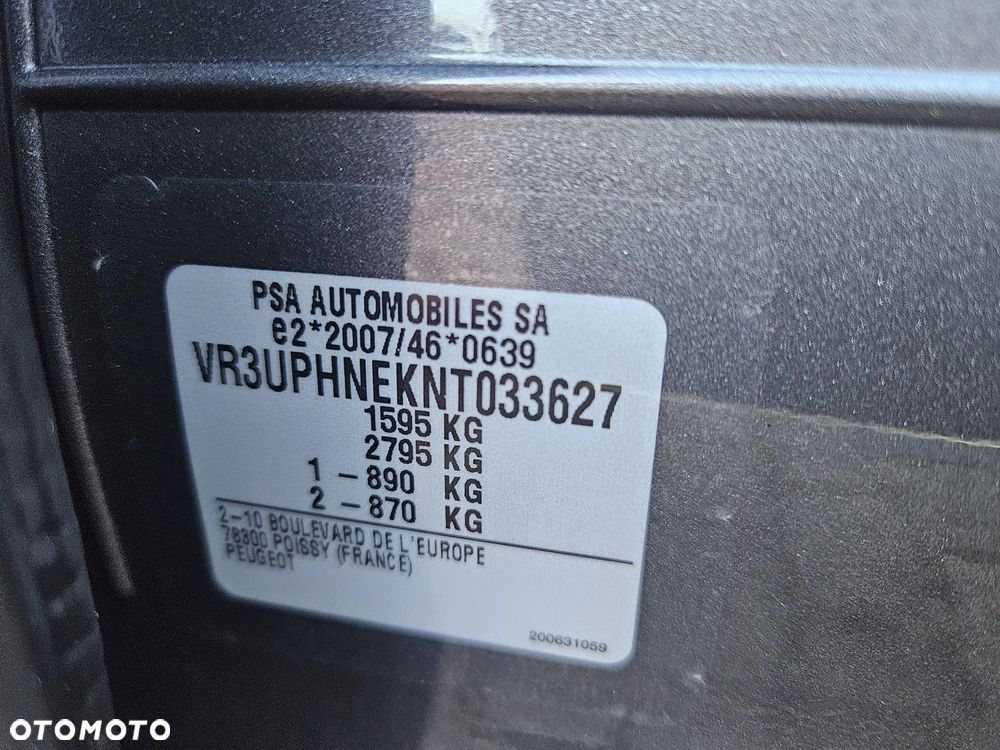 PSA AUTOMOBILES SA
e2*2007/46*0639
VR3UPHNEKNT033627
1595 KG
2795 KG
1 - 890 KG
2 - 870 KG
2-10 BOULEVARD DE L'EUROPE
78300 POISSY (FRANCE)
PEUGEOT
200631059
OTOMOTO